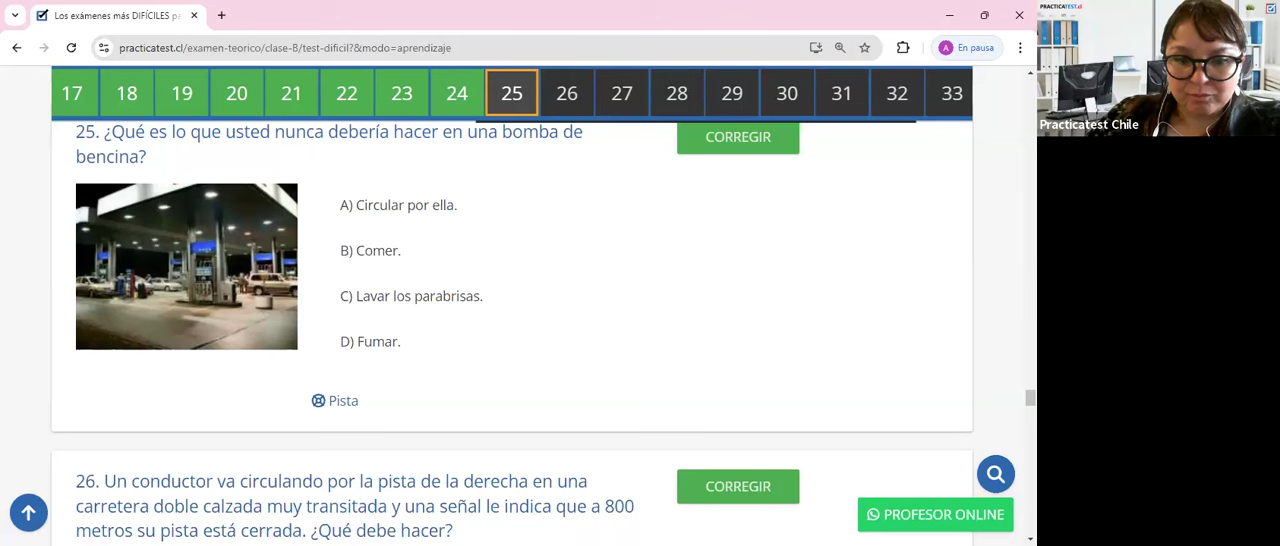 Los exámenes más DIFÍCILES pa
practicatest.cl/examen-teorico/clase-B/test-dificil?&modo=aprendizaje
A
En pausa
17 18 19 20 21 22 23 24 25 26 27 28 29 30 31 32 33
25. ¿Qué es lo que usted nunca debería hacer en una bomba de
bencina?
CORREGIR
A) Circular por ella.
B) Comer.
C) Lavar los parabrisas.
D) Fumar.
Pista
26. Un conductor va circulando por la pista de la derecha en una
carretera doble calzada muy transitada y una señal le indica que a 800
metros su pista está cerrada. ¿Qué debe hacer?
CORREGIR
PROFESOR ONLINE
PRACTICATEST.cl
Practicatest Chile